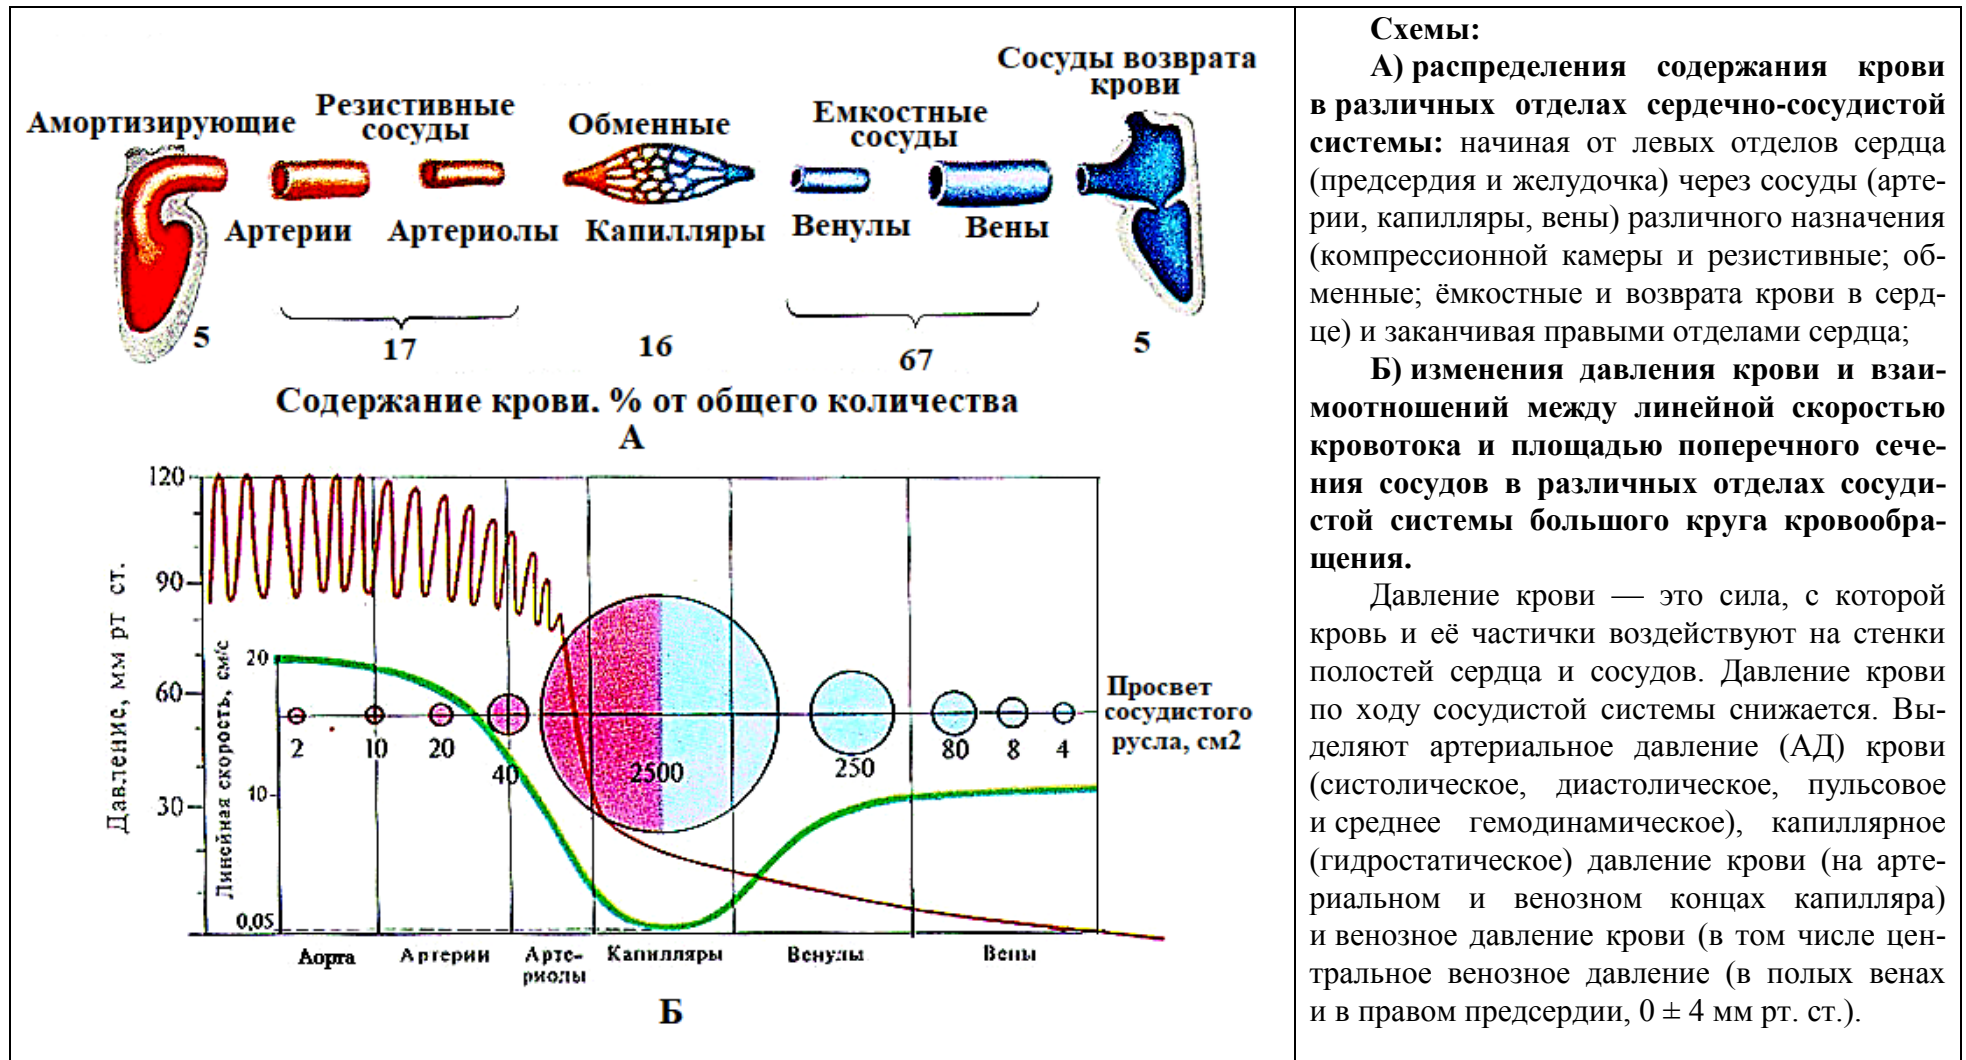 Сосуды возврата
крови
Резистивные
сосуды
Емкостные
сосуды
Амортизирующие
Обменные
Артерии
Артериолы
Капилляры
Венулы
Вены
5
17
16
67
5
Содержание крови. % от общего количества
А
120
90
60
30
Давление, мм рт ст.
20
10
0,05
Линейная скорость, см/с
2
10
20
40
2500
250
80
8
4
Просвет
сосудистого
русла, см2
Аорта
Артерии
Арте-
риолы
Капилляры
Венулы
Вены
Б
Схемы:
А) распределения содержания крови
в различных отделах сердечно-сосудистой
системы: начиная от левых отделов сердца
(предсердия и желудочка) через сосуды (арте-
рии, капилляры, вены) различного назначения
(компрессионной камеры и резистивные; об-
менные; ёмкостные и возврата крови в серд-
це) и заканчивая правыми отделами сердца;
Б) изменения давления крови и взаи-
моотношений между линейной скоростью
кровотока и площадью поперечного сече-
ния сосудов в различных отделах сосуди-
стой системы большого круга кровообра-
щения.
Давление крови — это сила, с которой
кровь и её частички воздействуют на стенки
полостей сердца и сосудов. Давление крови
по ходу сосудистой системы снижается. Вы-
деляют артериальное давление (АД) крови
(систолическое, диастолическое, пульсовое
и среднее гемодинамическое), капиллярное
(гидростатическое) давление крови (на арте-
риальном и венозном концах капилляра)
и венозное давление крови (в том числе цен-
тральное венозное давление (в полых венах
и в правом предсердии, 0 ± 4 мм рт. ст.).